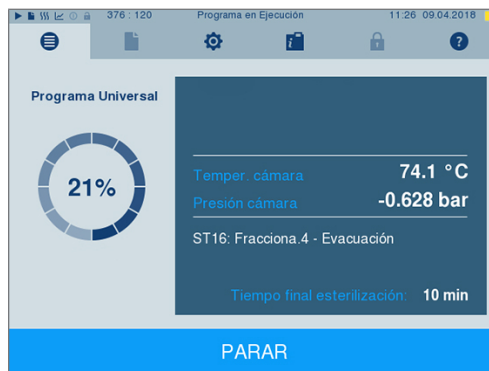 376 : 120 Programa en Ejecución 11:26 09.04.2018
Programa Universal
21%
Temper. cámara 74.1 °C
Presión cámara -0.628 bar
ST16: Fracciona.4 - Evacuación
Tiempo final esterilización: 10 min
PARAR